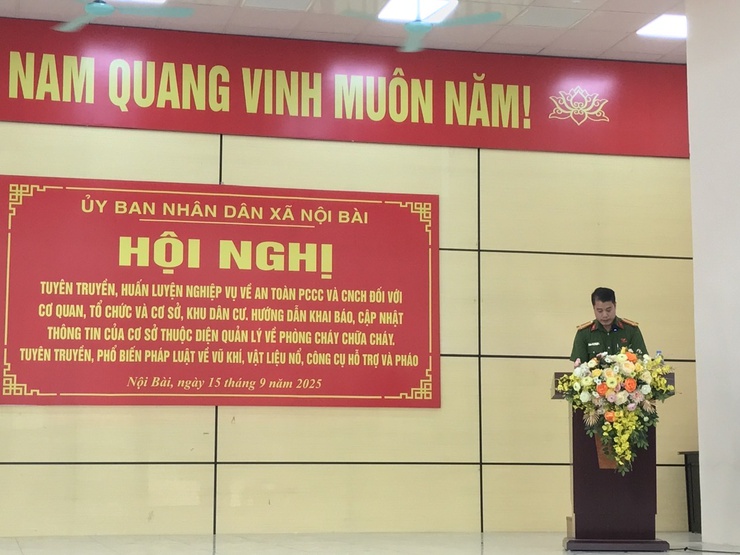 NAM QUANG VINH MUÔN NĂM!
ỦY BAN NHÂN DÂN XÃ NỘI BÀI
HỘI NGHỊ
TUYÊN TRUYỀN, HUẤN LUYỆN NGHIỆP VỤ VỀ AN TOÀN PCCC VÀ CNCH ĐỐI VỚI
CƠ QUAN, TỔ CHỨC VÀ CƠ SỞ, KHU DÂN CƯ. HƯỚNG DẪN KHAI BÁO, CẬP NHẬT
THÔNG TIN CỦA CƠ SỞ THUỘC DIỆN QUẢN LÝ VỀ PHÒNG CHÁY CHỮA CHÁY.
TUYÊN TRUYỀN, PHỔ BIẾN PHÁP LUẬT VỀ VŨ KHÍ, VẬT LIỆU NỔ, CÔNG CỤ HỖ TRỢ VÀ PHÁO
Nội Bài, ngày 15 tháng 9 năm 2025